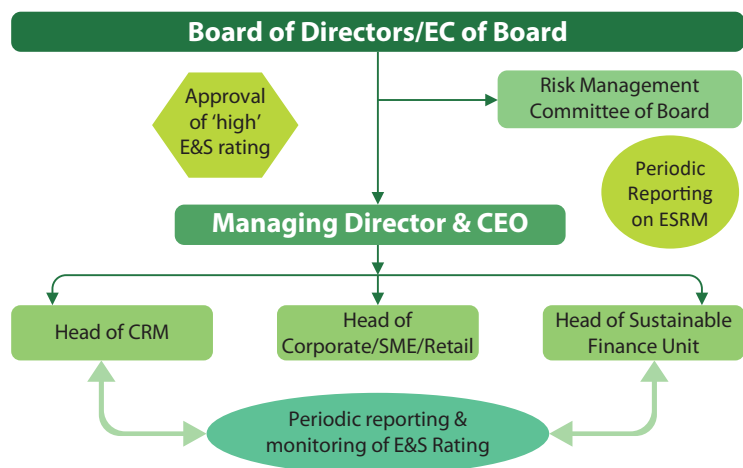 Board of Directors/EC of Board
Approval
of ‘high’
E&S rating
Risk Management
Committee of Board
Periodic
Reporting
on ESRM
Managing Director & CEO
Head of CRM
Head of
Corporate/SME/Retail
Head of Sustainable
Finance Unit
Periodic reporting &
monitoring of E&S Rating